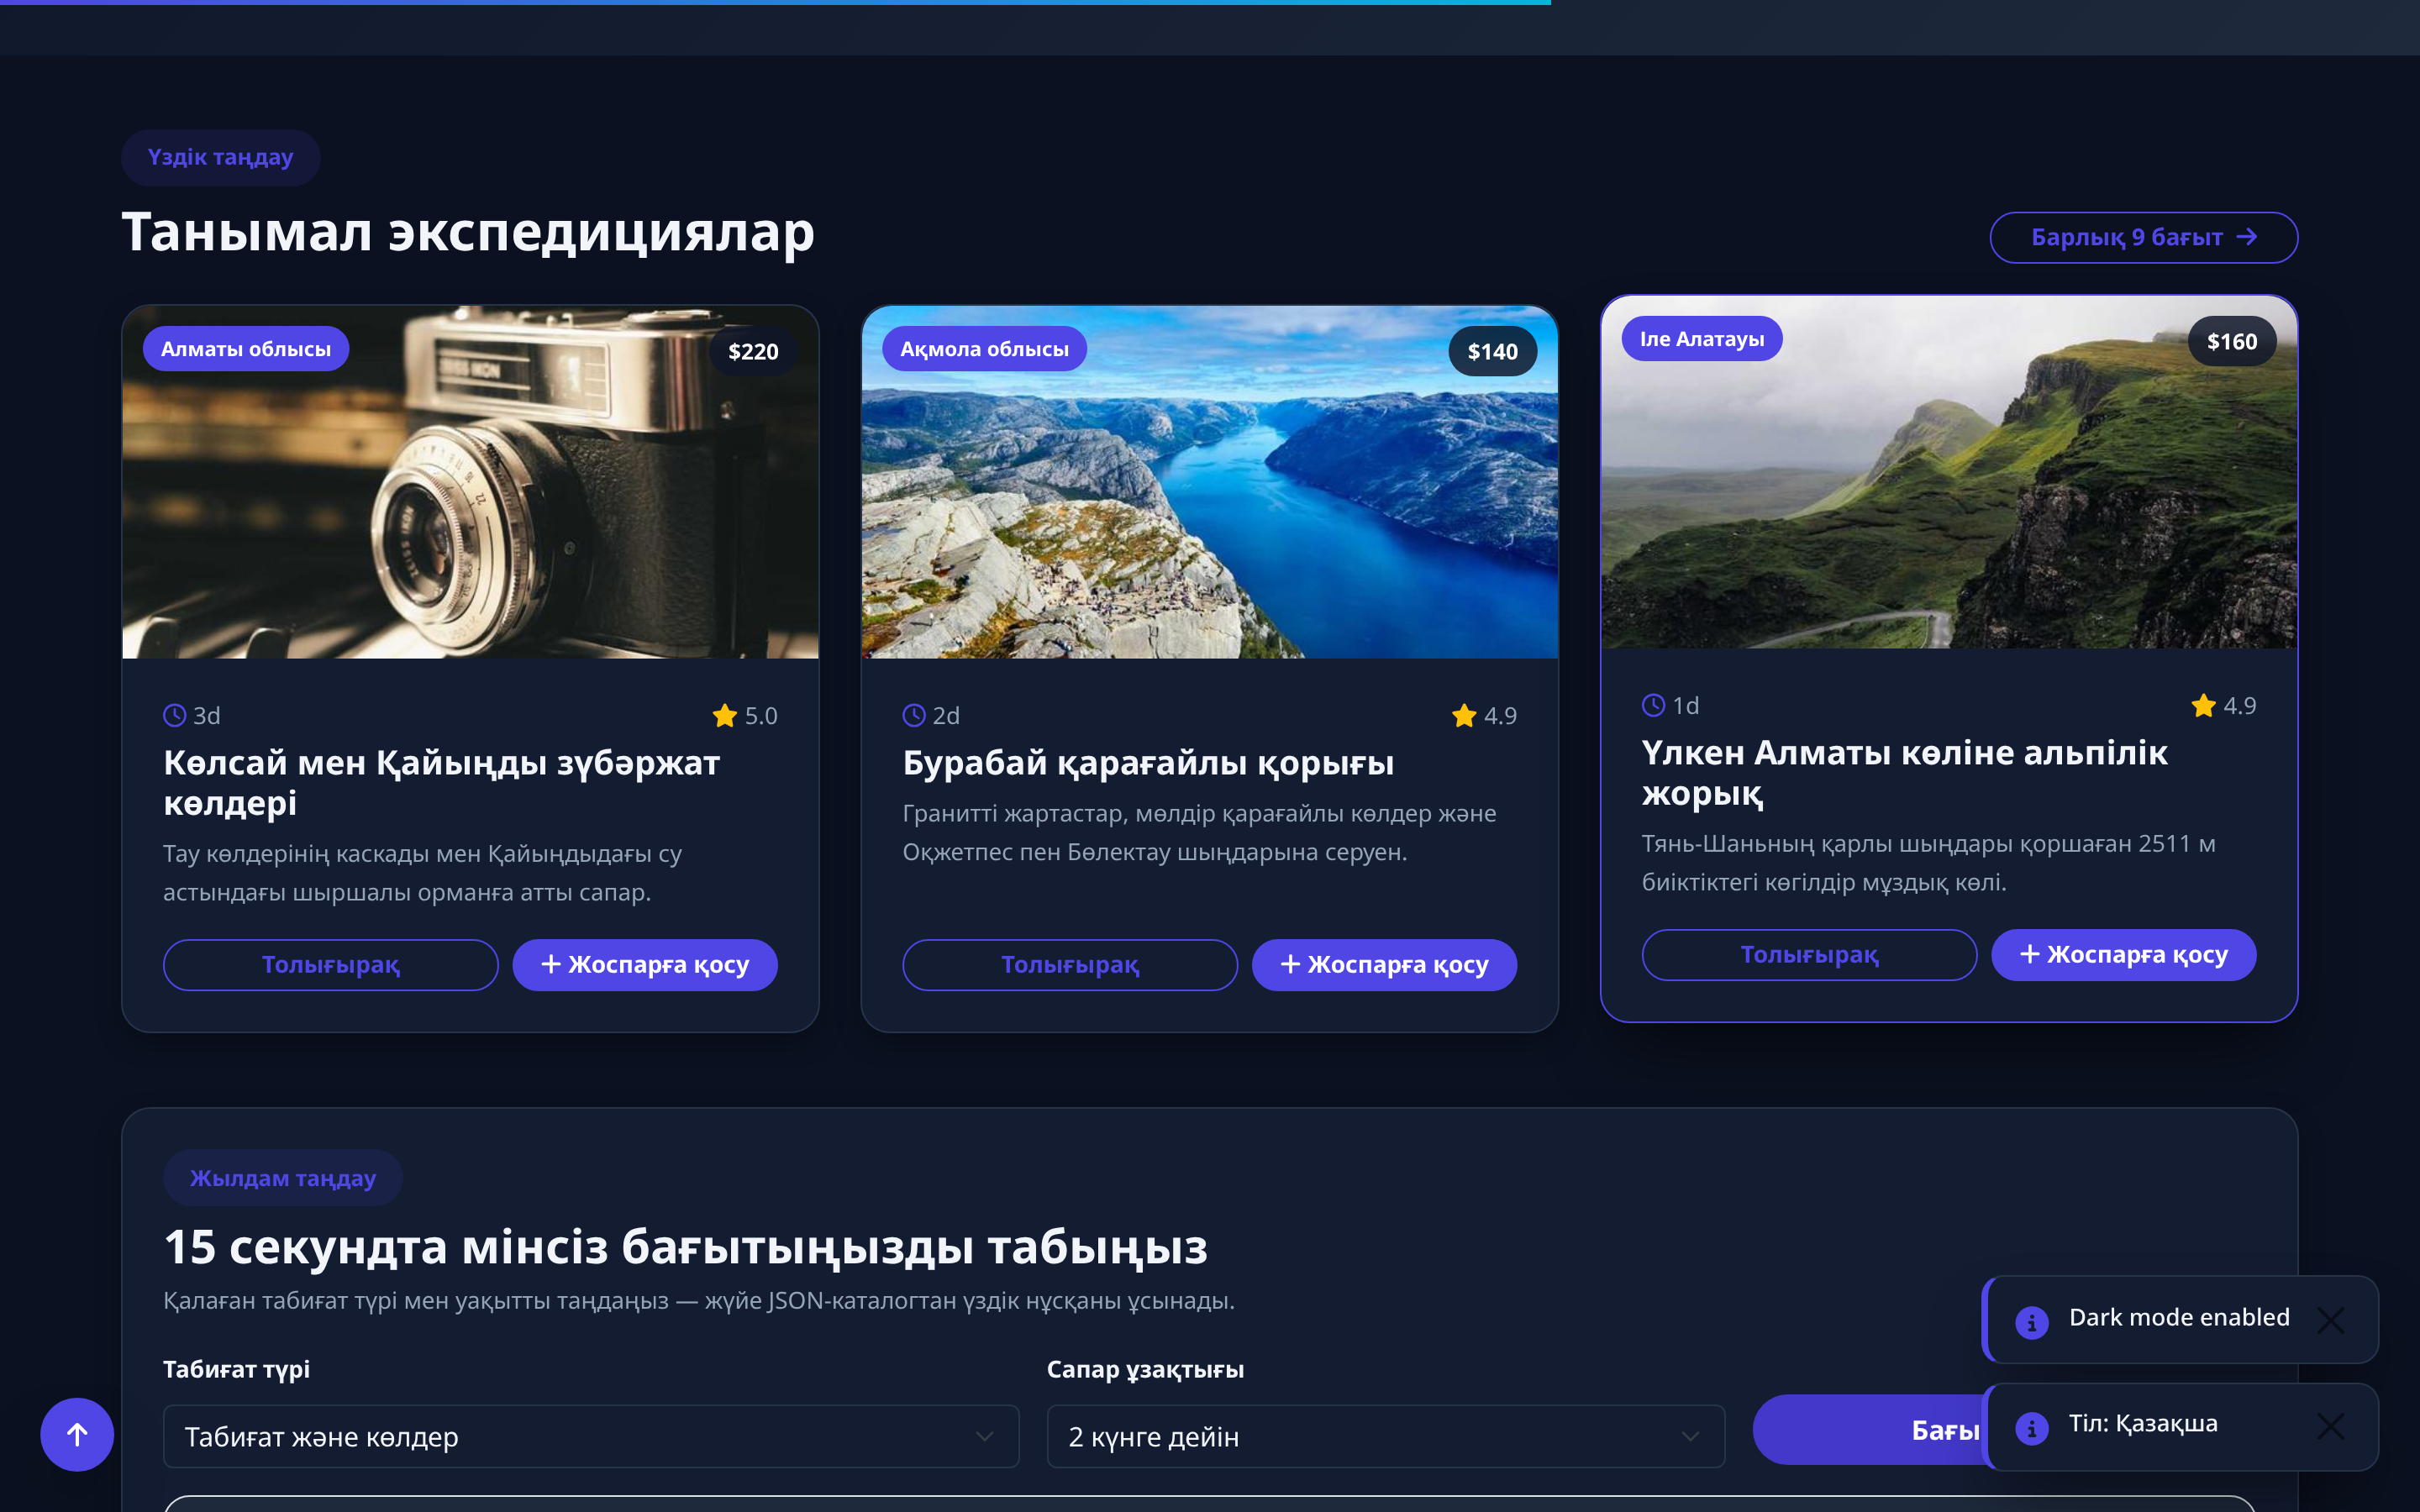 Үздік таңдау
Танымал экспедициялар
Барлық 9 бағыт
Алматы облысы
$220
3d
5.0
Көлсай мен Қайыңды зүбәржат
көлдері
Тау көлдерінің каскады мен Қайыңдыдағы су
астындағы шыршалы орманға атты сапар.
Толығырақ
Жоспарға қосу
Ақмола облысы
$140
2d
4.9
Бурабай қарағайлы қорығы
Гранитті жартастар, мөлдір қарағайлы көлдер және
Оқжетпес пен Бөлектау шыңдарына серуен.
Толығырақ
Жоспарға қосу
Іле Алатауы
$160
1d
4.9
Үлкен Алматы көліне альпілік
жорық
Тянь-Шаньның қарлы шыңдары қоршаған 2511 м
биіктіктегі көгілдір мұздық көлі.
Толығырақ
Жоспарға қосу
Жылдам таңдау
15 секундта мінсіз бағытыңызды табыңыз
Қалаған табиғат түрі мен уақытты таңдаңыз — жүйе JSON-каталогтан үздік нұсқаны ұсынады.
Табиғат түрі
Табиғат және көлдер
Сапар ұзақтығы
2 күнге дейін
Бағы
Dark mode enabled
Тіл: Қазақша